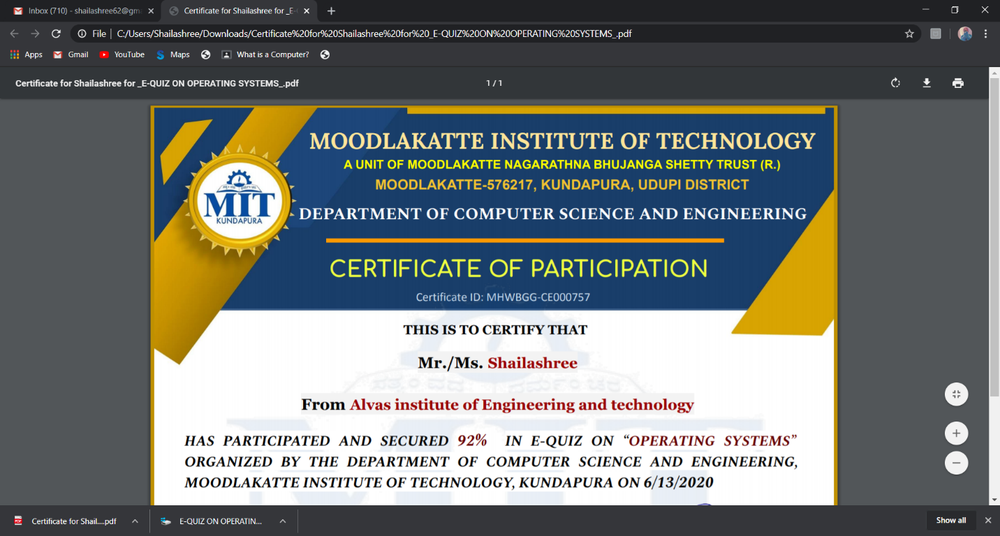 Inbox (710) - shailashree62@gm
Certificate for Shailashree for _E-
File
C:/Users/Shailashree/Downloads/Certificate%20for%20Shailashree%20for%20_E-QUIZ%20ON%20OPERATING%20SYSTEMS_.pdf
Apps Gmail YouTube Maps What is a Computer?
Certificate for Shailashree for _E-QUIZ ON OPERATING SYSTEMS_.pdf
1 / 1
MOODLAKATTE INSTITUTE OF TECHNOLOGY
A UNIT OF MOODLAKATTE NAGARATHNA BHUJANGA SHETTY TRUST (R.)
MOODLAKATTE-576217, KUNDAPURA, UDUPI DISTRICT
MIT
KUNDAPURA
DEPARTMENT OF COMPUTER SCIENCE AND ENGINEERING
CERTIFICATE OF PARTICIPATION
Certificate ID: MHWBGG-CE000757
THIS IS TO CERTIFY THAT
Mr./Ms. Shailashree
From Alvas institute of Engineering and technology
HAS PARTICIPATED AND SECURED 92% IN E-QUIZ ON “OPERATING SYSTEMS”
ORGANIZED BY THE DEPARTMENT OF COMPUTER SCIENCE AND ENGINEERING,
MOODLAKATTE INSTITUTE OF TECHNOLOGY, KUNDAPURA ON 6/13/2020
Certificate for Shail....pdf
E-QUIZ ON OPERATIN...
Show all